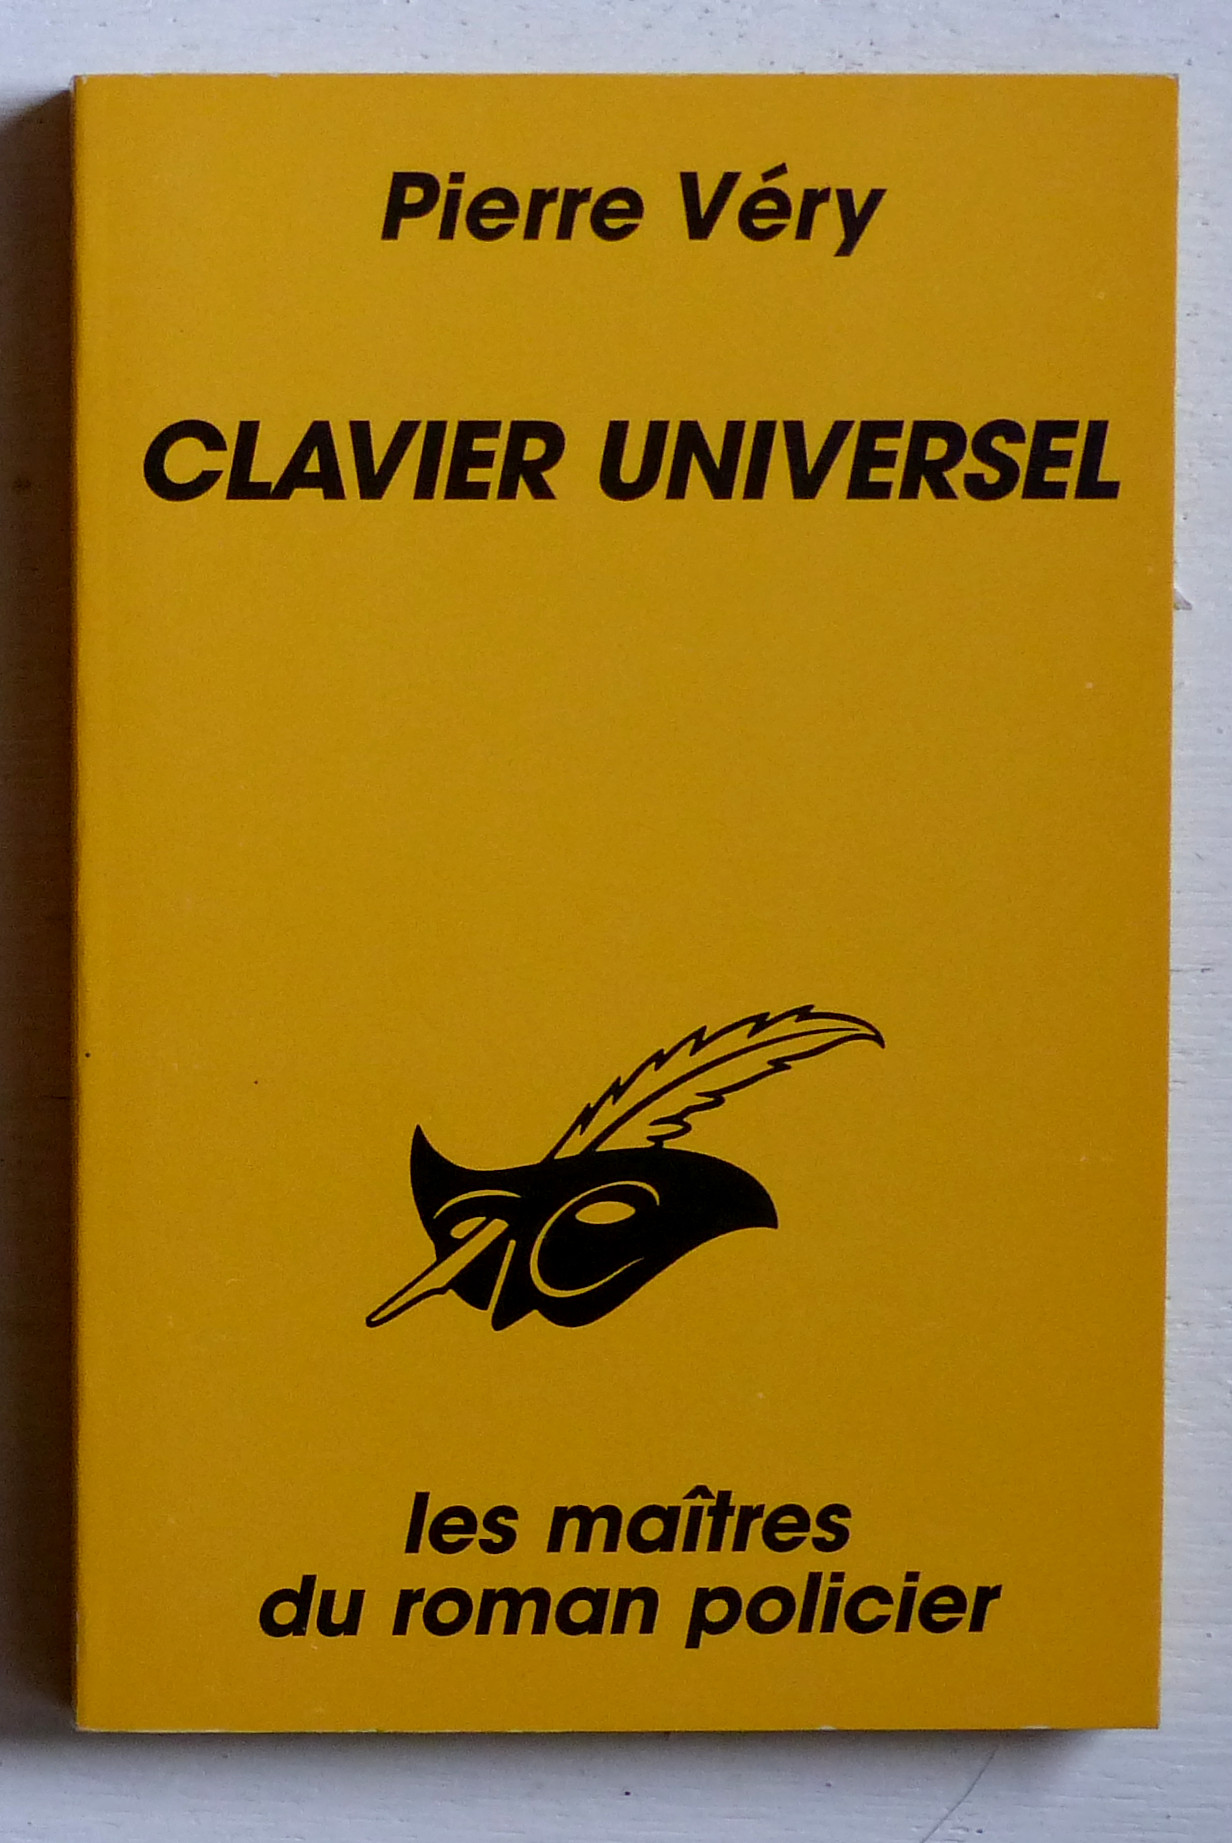 Pierre Véry
CLAVIER UNIVERSEL
les maîtres
du roman policier